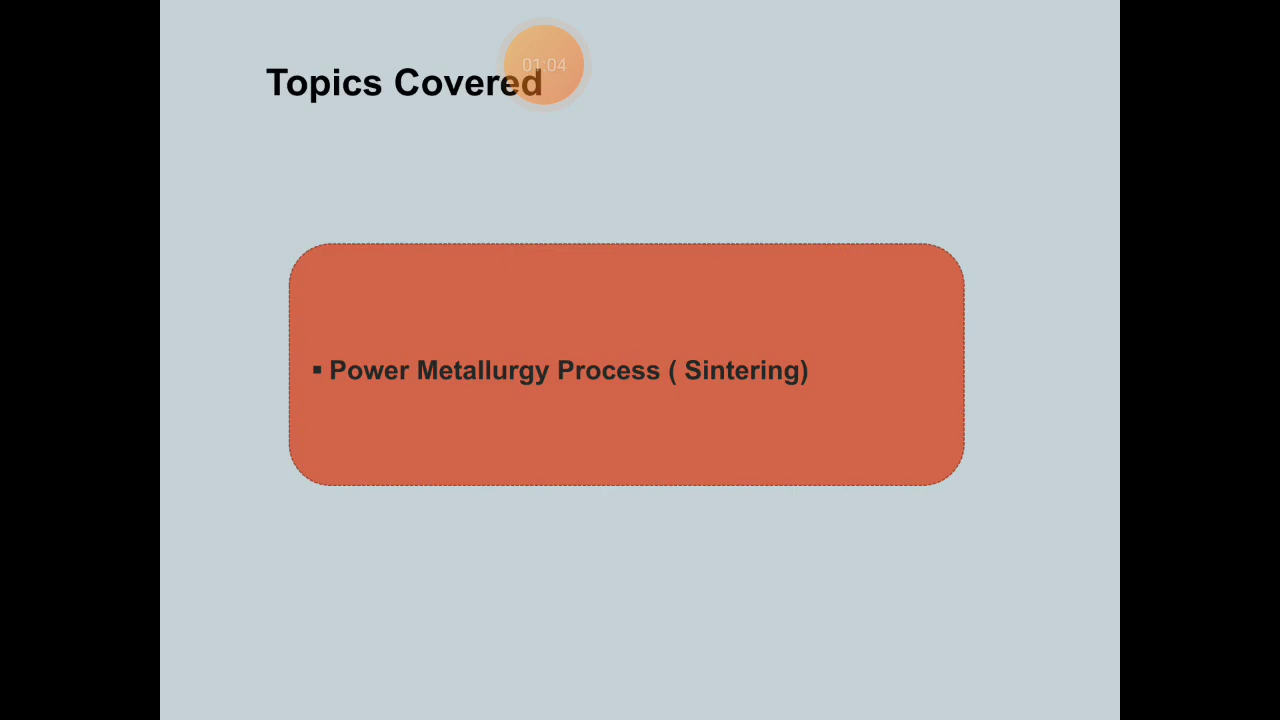 Topics Covered
01:04
▪ Power Metallurgy Process ( Sintering)